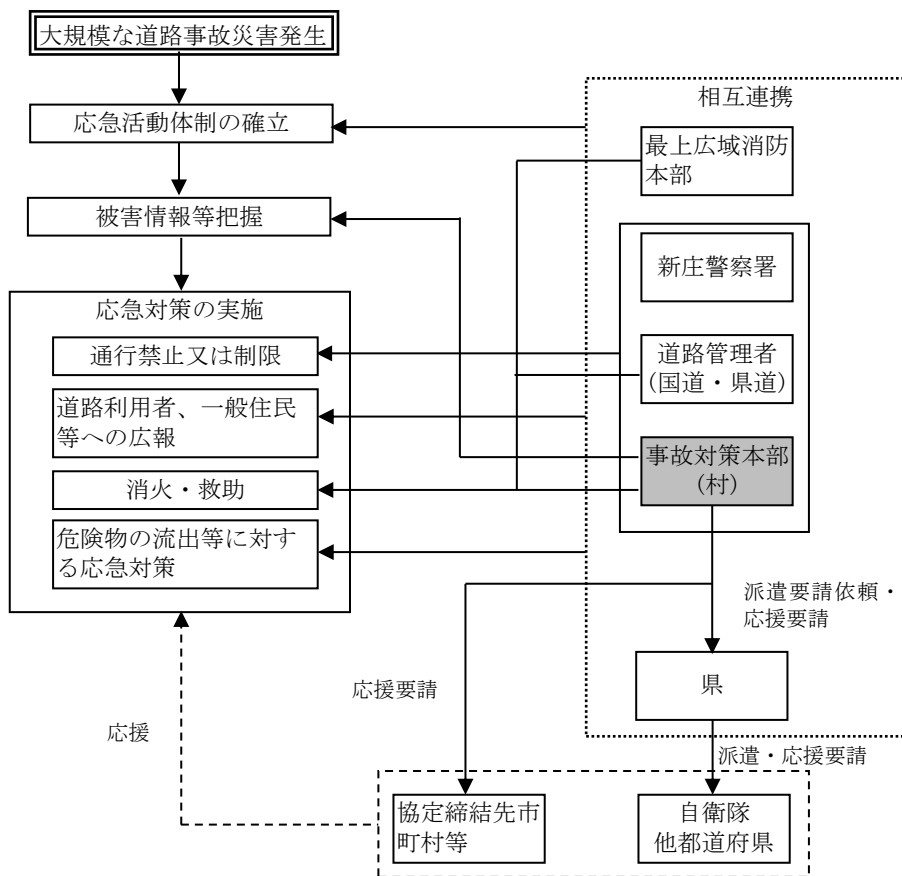 大規模な道路事故災害発生
応急活動体制の確立
被害情報等把握
応急対策の実施
通行禁止又は制限
道路利用者、一般住民
等への広報
消火・救助
危険物の流出等に対す
る応急対策
相互連携
最上広域消防
本部
新庄警察署
道路管理者
(国道・県道)
事故対策本部
(村)
派遣要請依頼・
応援要請
県
応援要請
応援
派遣・応援要請
協定締結先市
町村等
自衛隊
他都道府県